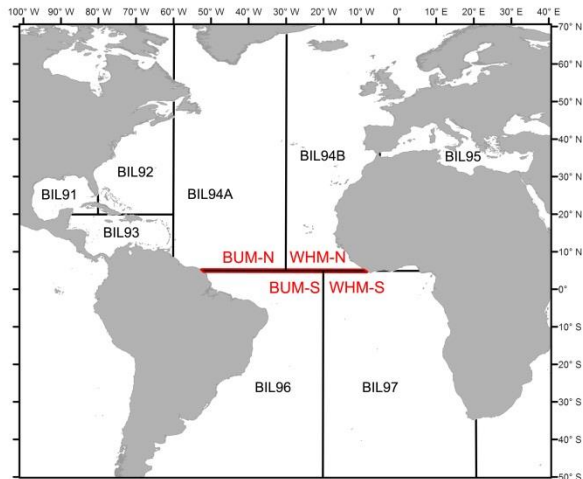 100° W 90° W 80° W 70° W 60° W 50° W 40° W 30° W 20° W 10° W 0° 10° E 20° E 30° E 40° E
70° N
60° N
50° N
40° N
BIL92 BIL94B BIL95
30° N
BIL91 BIL94A
20° N
BIL93
10° N
BUM-N WHM-N
BUM-S WHM-S
0°
10° S
20° S
BIL96 BIL97
30° S
40° S
50° S